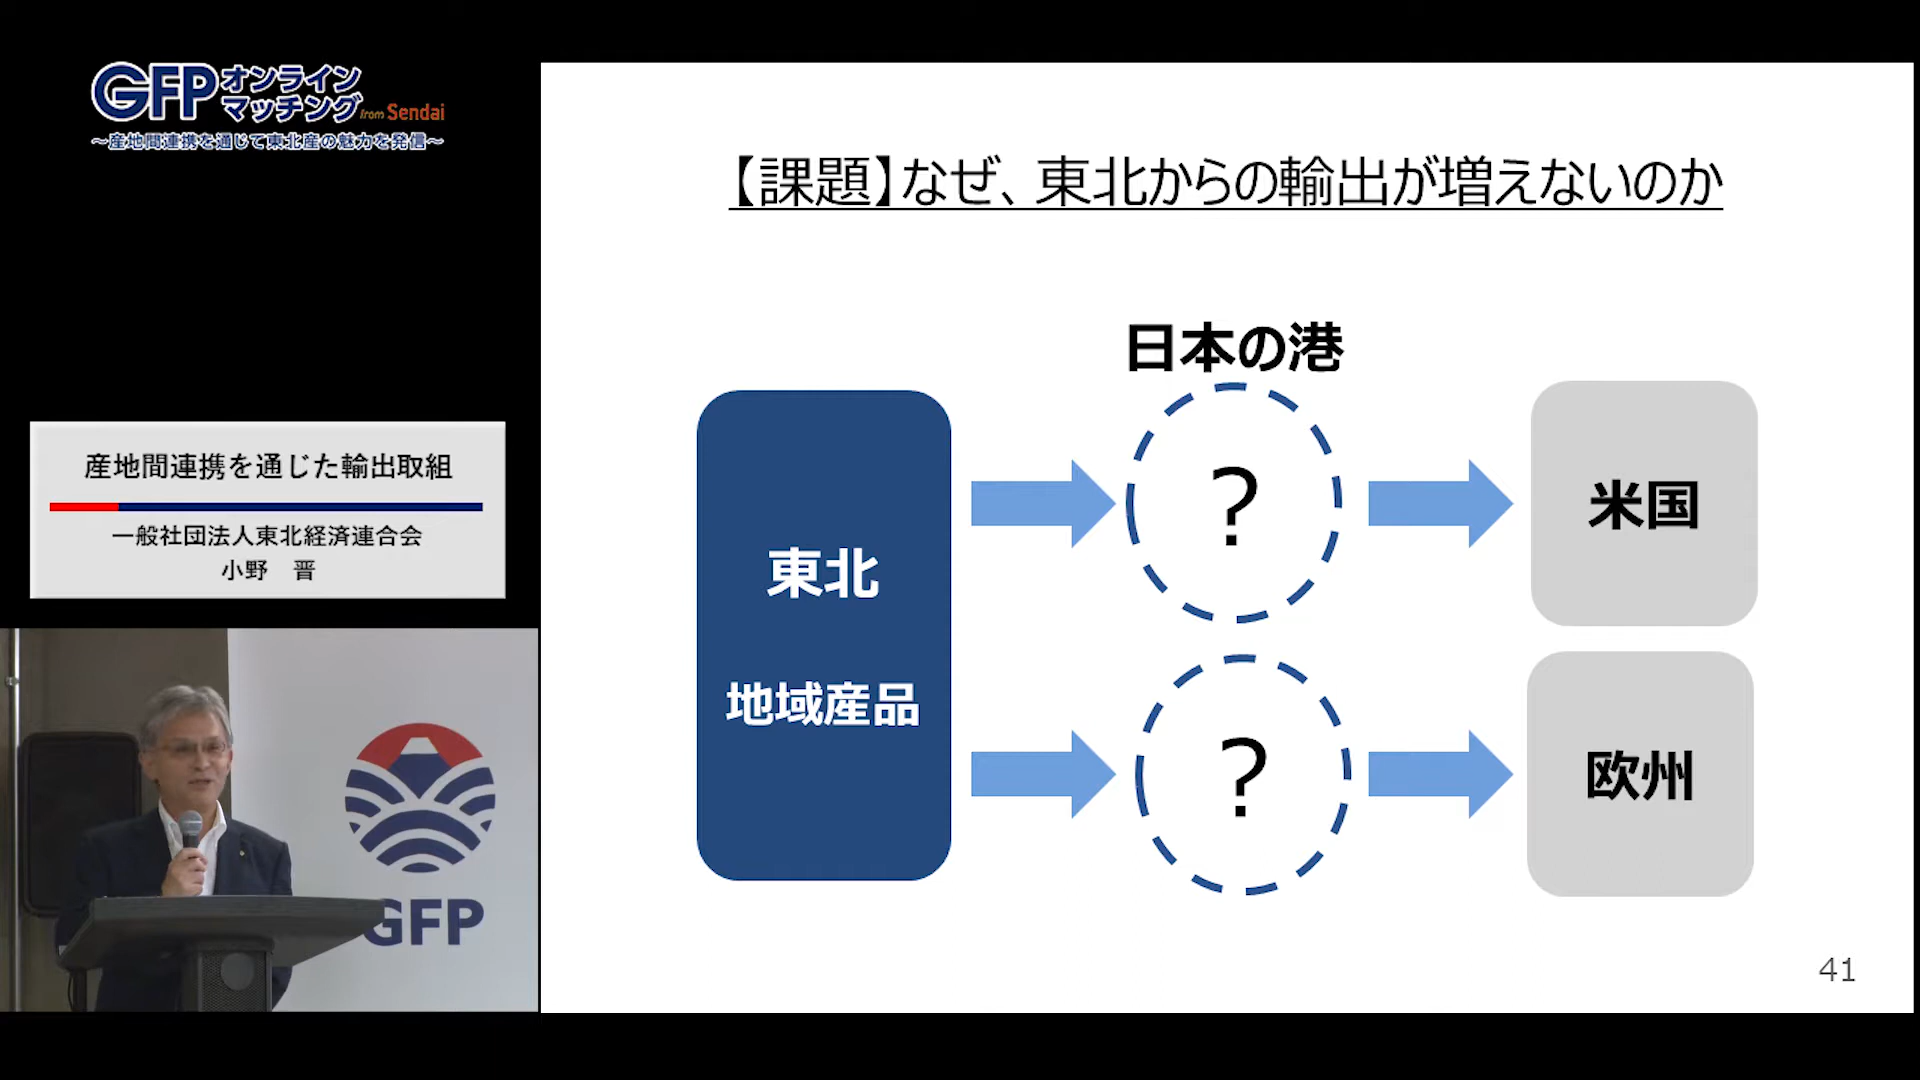 GFPオンライン
マッチング from Sendai
～産地間連携を通じて東北産の魅力を発信～
産地間連携を通じた輸出取組
一般社団法人東北経済連合会
小野　晋
GFP
【課題】なぜ、東北からの輸出が増えないのか
日本の港
東北
地域産品
?
米国
?
欧州
41